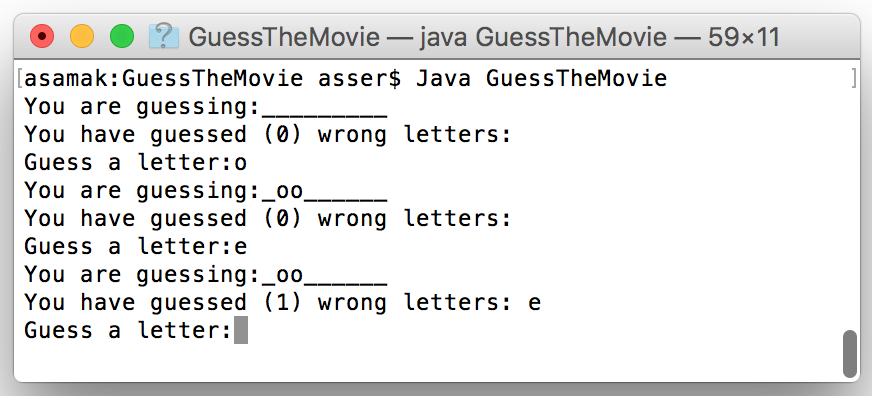 GuessTheMovie — java GuessTheMovie — 59×11
[asamak:GuessTheMovie asser$ Java GuessTheMovie ]
You are guessing:_________
You have guessed (0) wrong letters:
Guess a letter:o
You are guessing:_oo______
You have guessed (0) wrong letters:
Guess a letter:e
You are guessing:_oo______
You have guessed (1) wrong letters: e
Guess a letter: